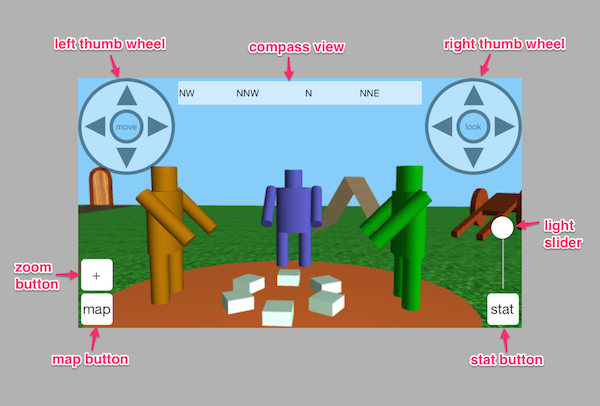 left thumb wheel
compass view
right thumb wheel
NW NNW N NNE
move
look
light
slider
zoom
button
+
map
stat
map button
stat button